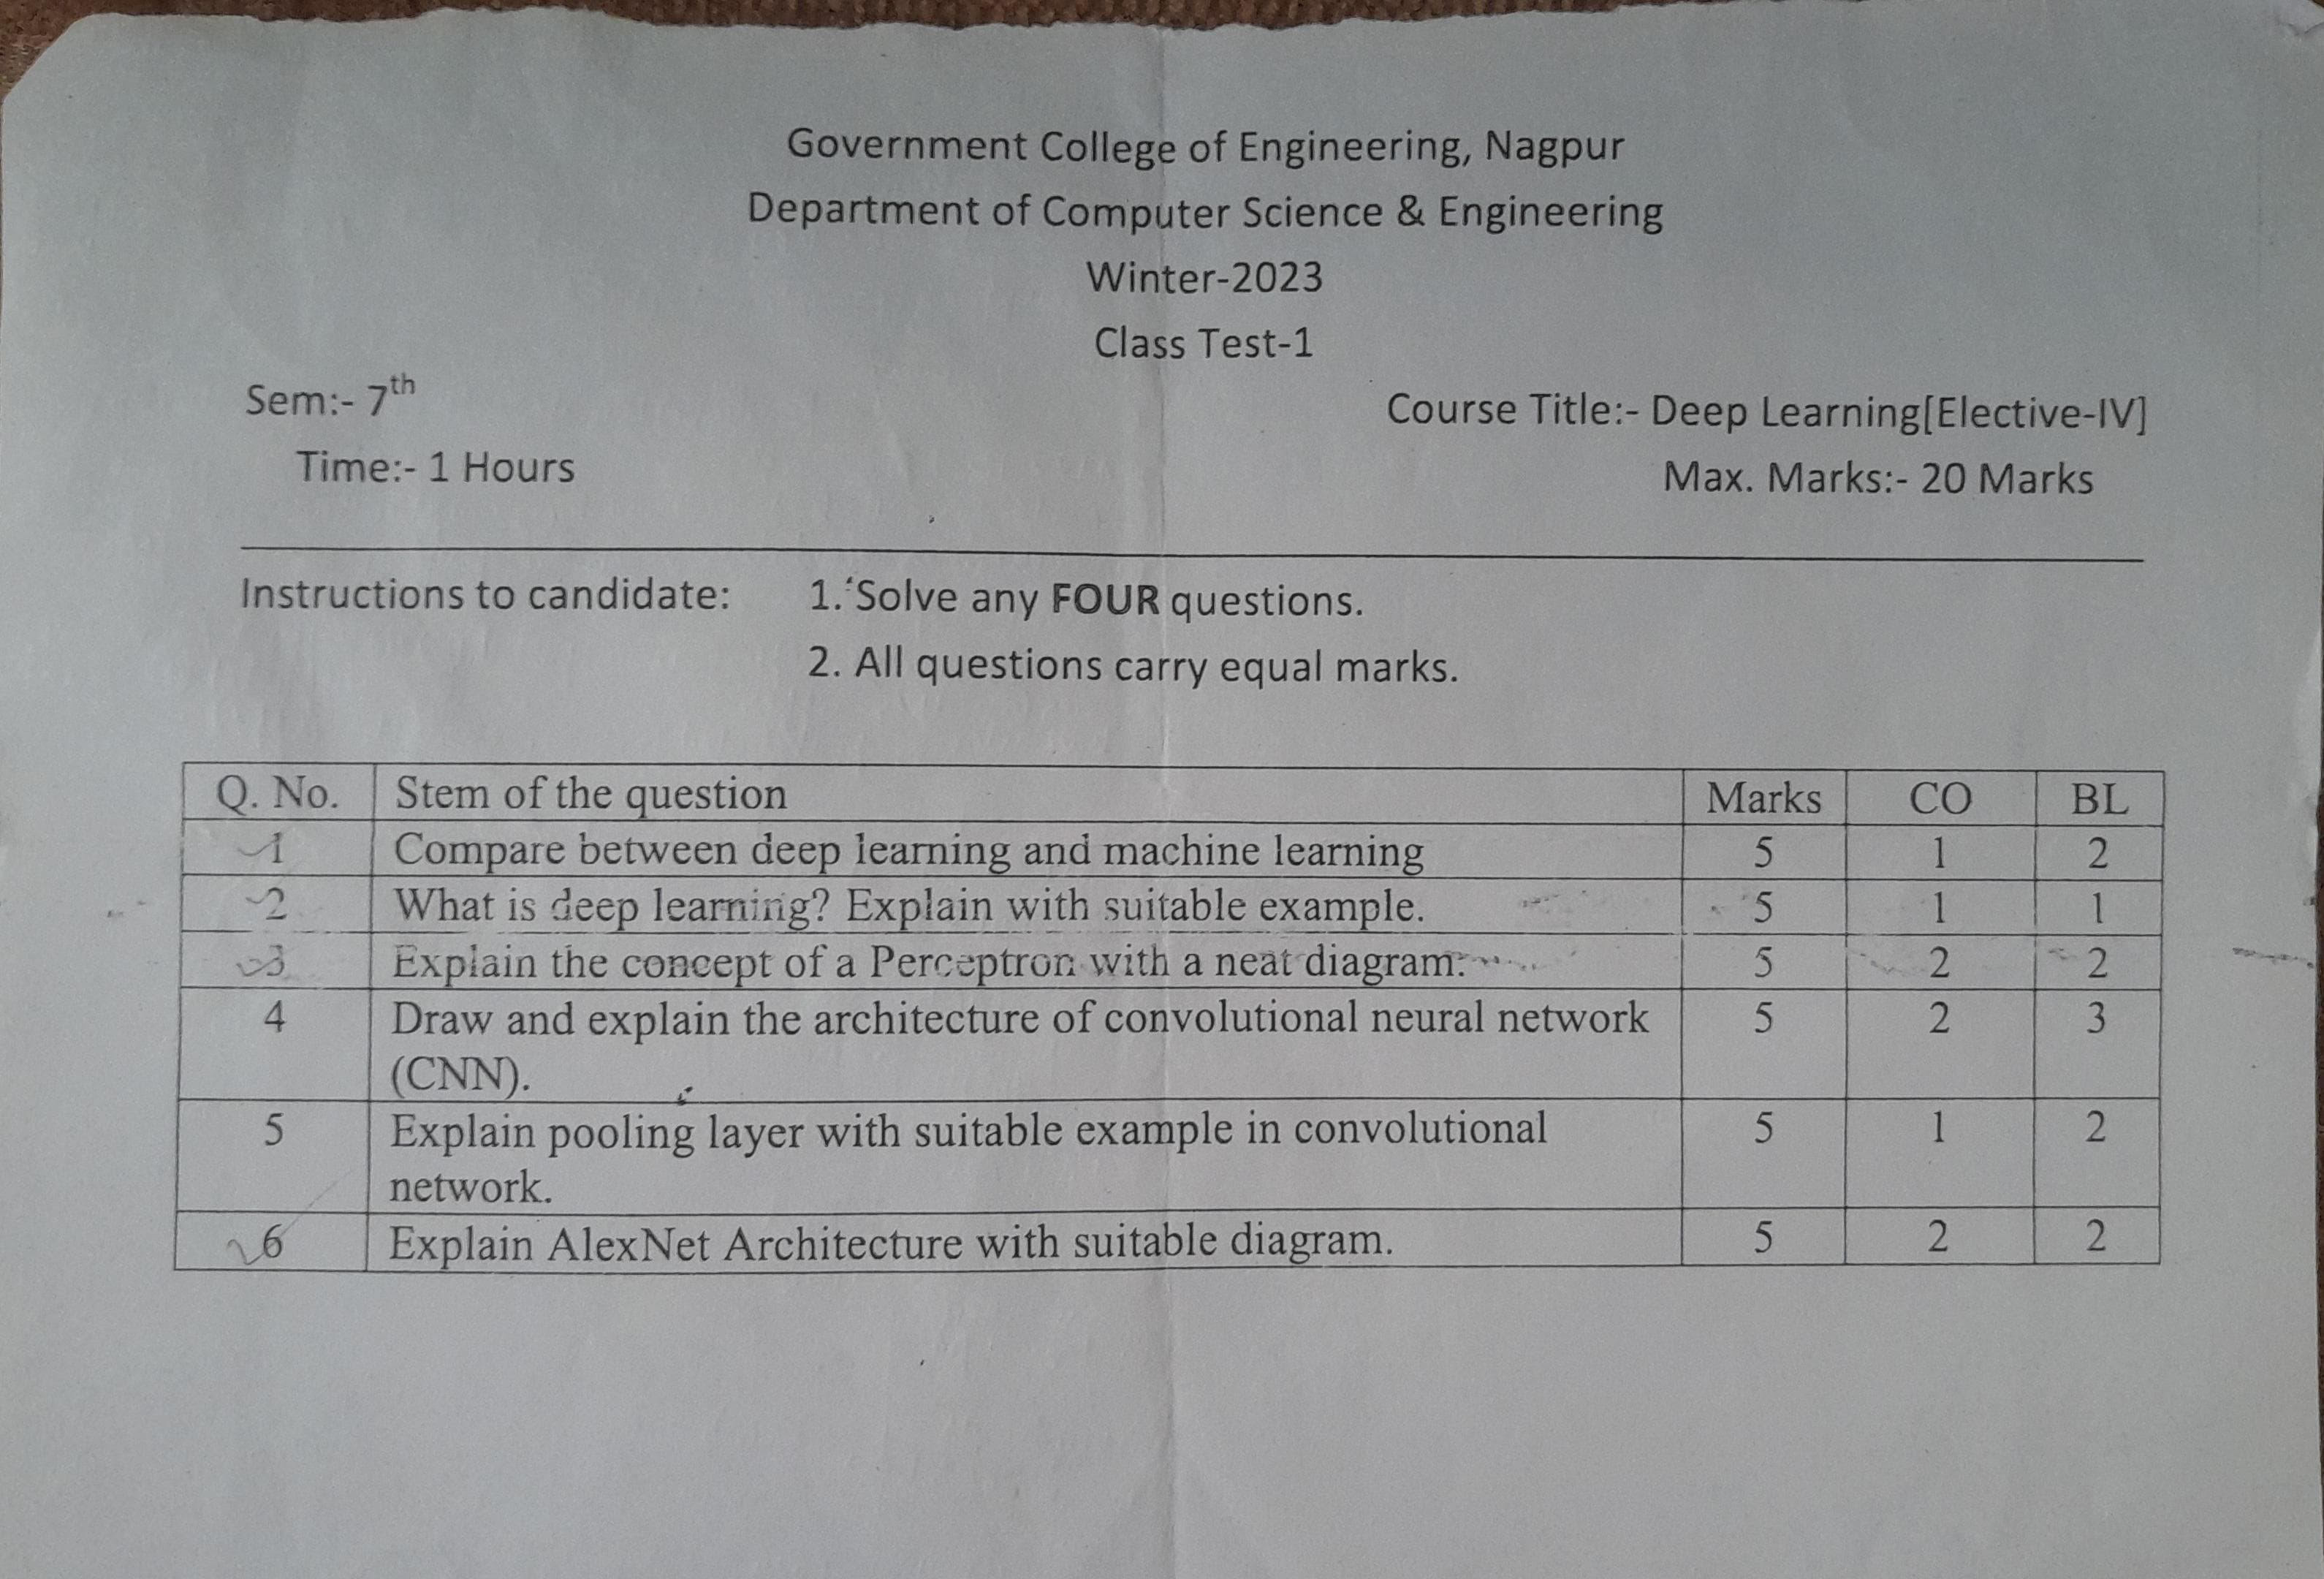 Government College of Engineering, Nagpur
Department of Computer Science & Engineering
Winter-2023
Class Test-1
Sem:- 7th
Course Title:- Deep Learning[Elective-IV]
Time:- 1 Hours
Max. Marks:- 20 Marks
Instructions to candidate: 1. Solve any FOUR questions.
2. All questions carry equal marks.
Q. No. Stem of the question Marks CO BL
1 Compare between deep learning and machine learning 5 1 2
2 What is deep learning? Explain with suitable example. 5 1 1
3 Explain the concept of a Perceptron with a neat diagram. 5 2 2
4 Draw and explain the architecture of convolutional neural network 5 2 3
(CNN).
5 Explain pooling layer with suitable example in convolutional 5 1 2
network.
6 Explain AlexNet Architecture with suitable diagram. 5 2 2